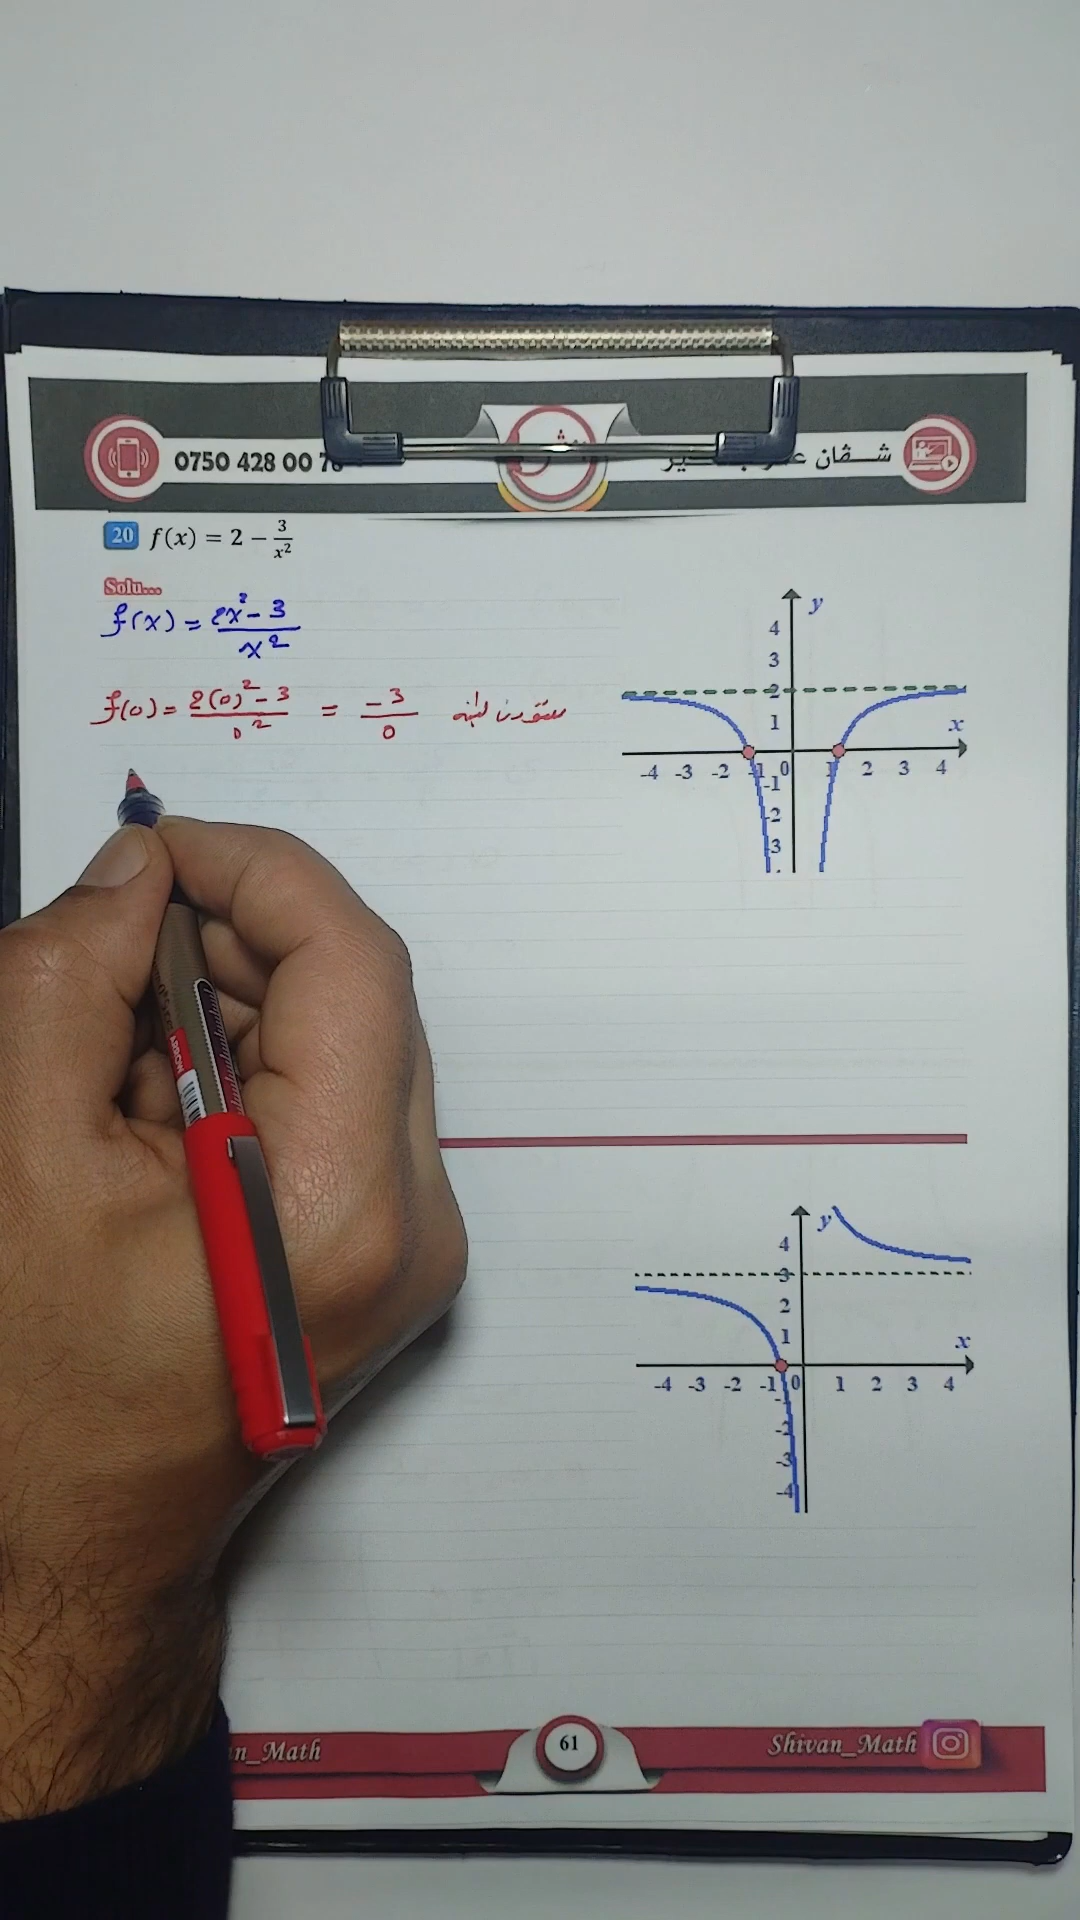 0750 428 00 7
شـــڤان
20 f(x) = 2 − 3/x²
Solu...
f(x) = 2x² - 3 / x²
f(0) = 2(0)² - 3 / 0² = -3 / 0
y
4
3
2
1
x
-4 -3 -2 -1 0 1 2 3 4
-1
-2
-3
y
4
3
2
1
x
-4 -3 -2 -1 0 1 2 3 4
-2
-3
-4
n_Math
61
Shivan_Math